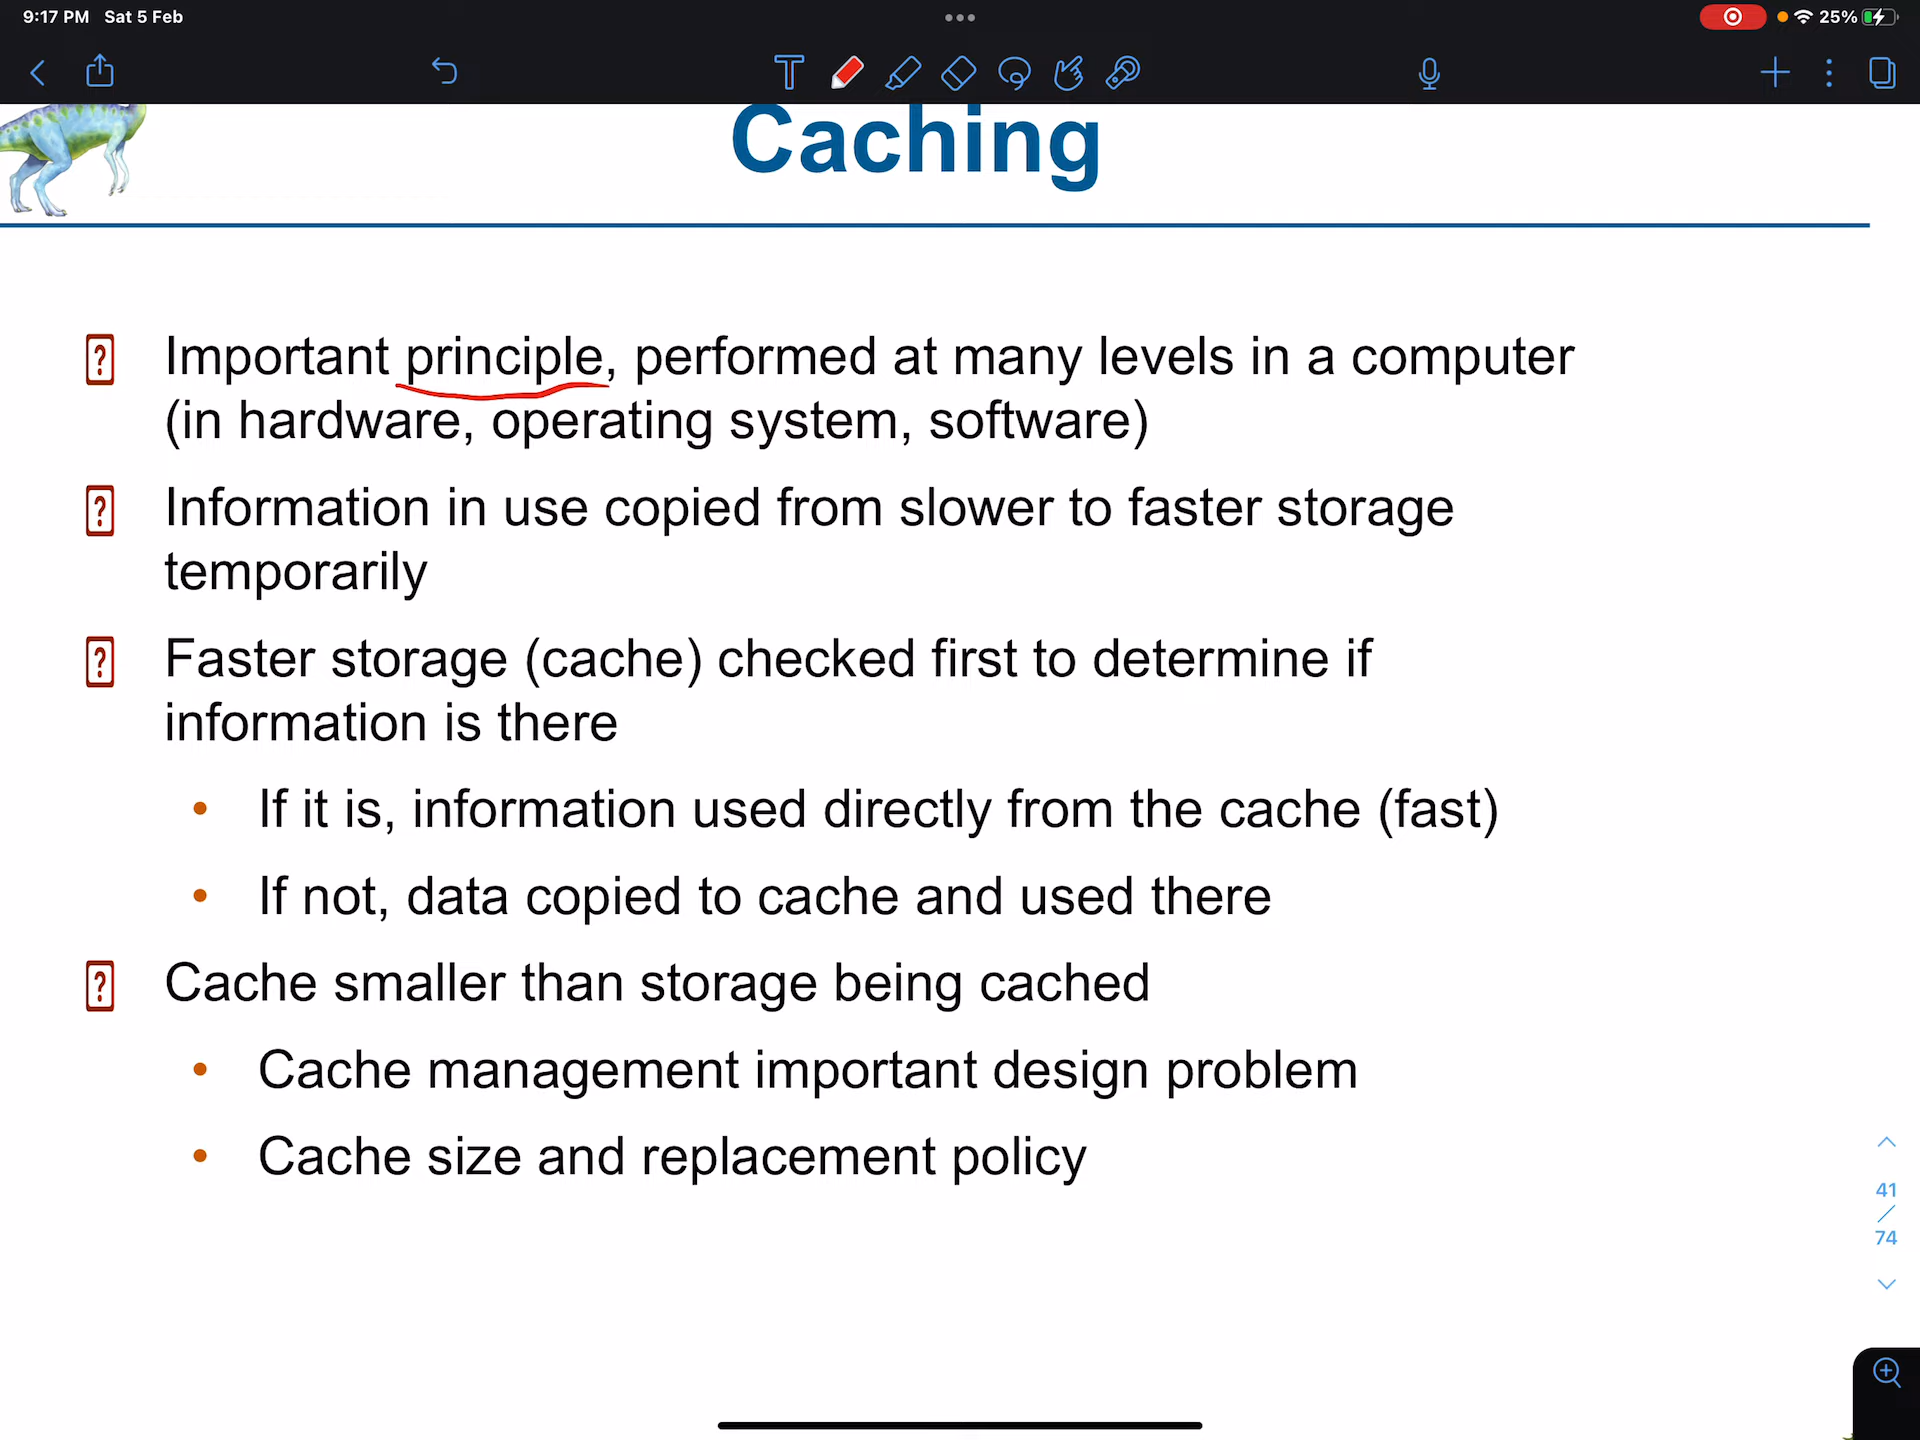 9:17 PM Sat 5 Feb
25%
Caching
Important principle, performed at many levels in a computer
(in hardware, operating system, software)
Information in use copied from slower to faster storage
temporarily
Faster storage (cache) checked first to determine if
information is there
• If it is, information used directly from the cache (fast)
• If not, data copied to cache and used there
Cache smaller than storage being cached
• Cache management important design problem
• Cache size and replacement policy
41
/
74